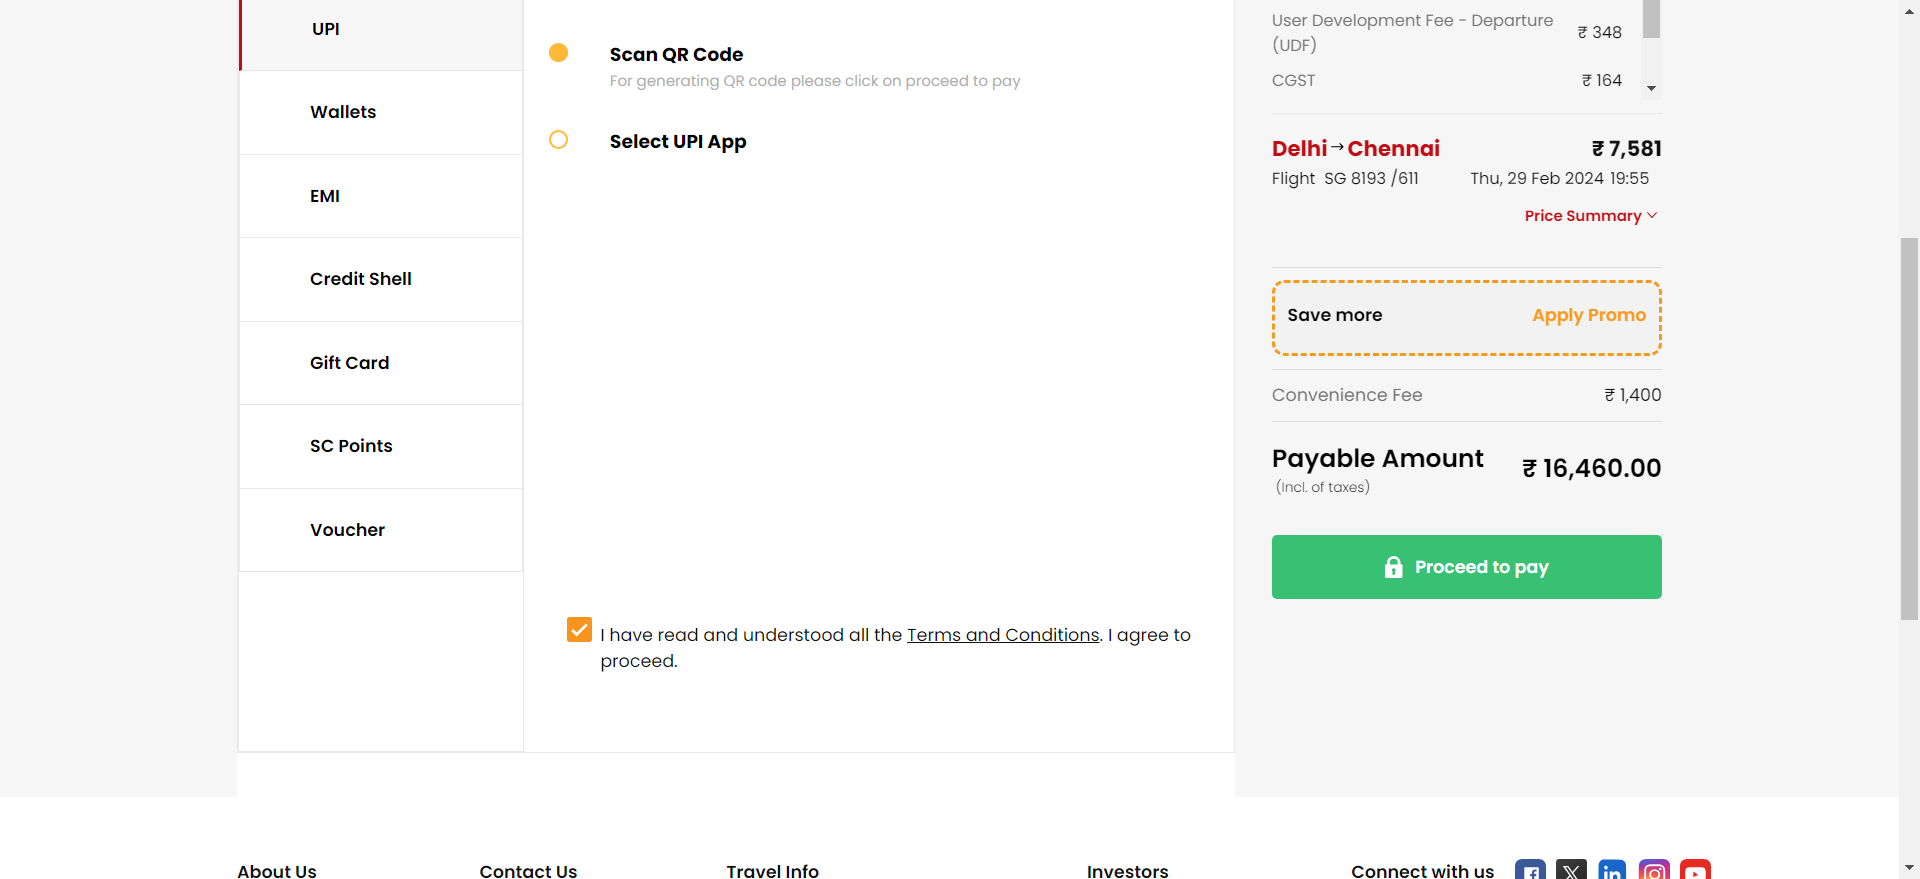 UPI
Wallets
EMI
Credit Shell
Gift Card
SC Points
Voucher
Scan QR Code
For generating QR code please click on proceed to pay
Select UPI App
I have read and understood all the Terms and Conditions. I agree to
proceed.
User Development Fee - Departure
(UDF)
₹ 348
CGST ₹ 164
Delhi→Chennai ₹ 7,581
Flight SG 8193 /611 Thu, 29 Feb 2024 19:55
Price Summary
Save more Apply Promo
Convenience Fee ₹ 1,400
Payable Amount ₹ 16,460.00
(Incl. of taxes)
Proceed to pay
About Us Contact Us Travel Info Investors Connect with us